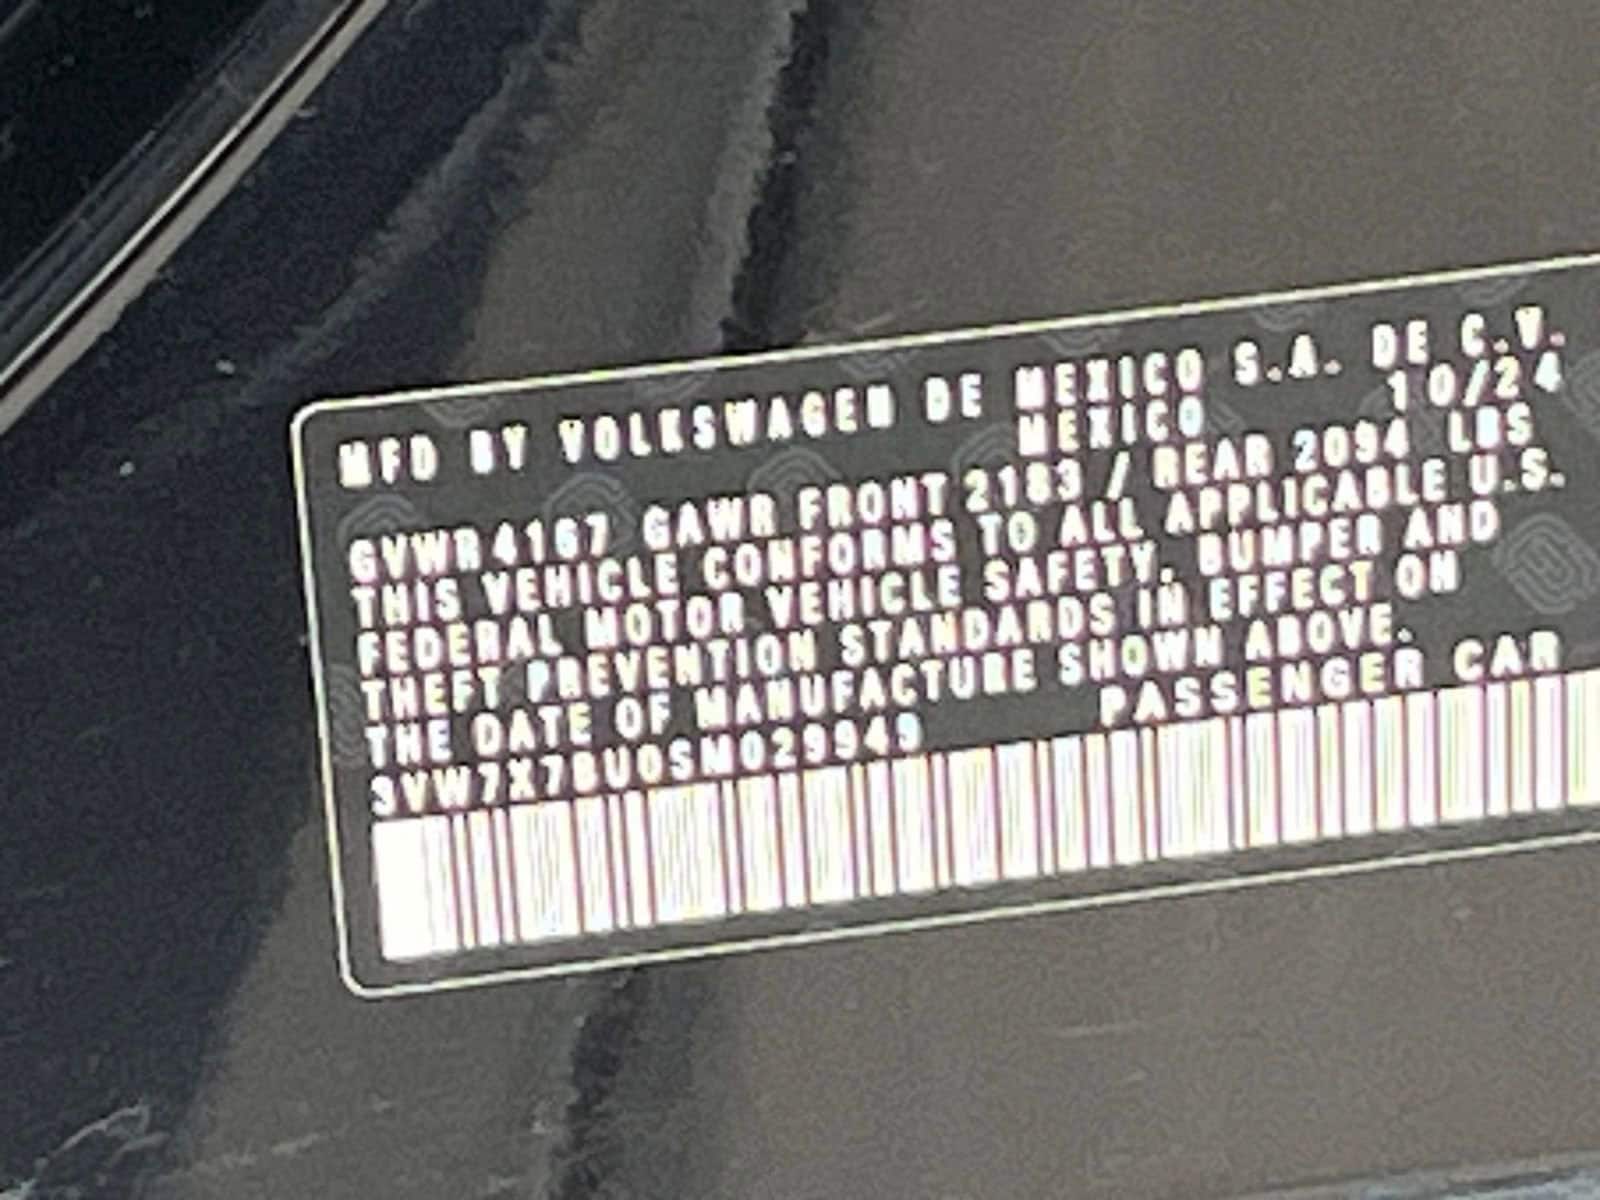 MFD BY VOLKSWAGEN DE MEXICO S.A. DE C.V.
MEXICO 10/24
GVWR 4167 GAWR FRONT 2183 / REAR 2094 LBS
THIS VEHICLE CONFORMS TO ALL APPLICABLE U.S.
FEDERAL MOTOR VEHICLE SAFETY, BUMPER AND
THEFT PREVENTION STANDARDS IN EFFECT ON
THE DATE OF MANUFACTURE SHOWN ABOVE.
3VW7X7BU0SM029949 PASSENGER CAR